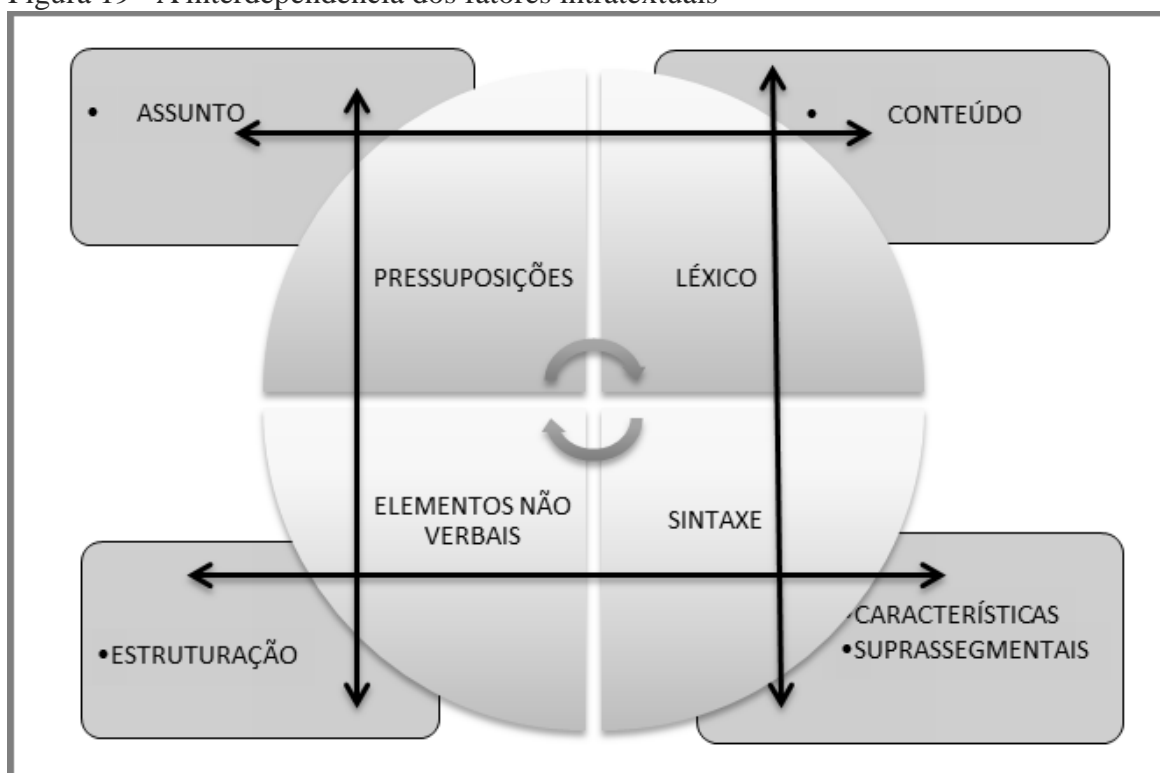 Figura 19 - A interdependência dos fatores intratextuais
• ASSUNTO
• CONTEÚDO
PRESSUPOSIÇÕES
LÉXICO
ELEMENTOS NÃO
VERBAIS
SINTAXE
•ESTRUTURAÇÃO
•CARACTERÍSTICAS
•SUPRASSEGMENTAIS